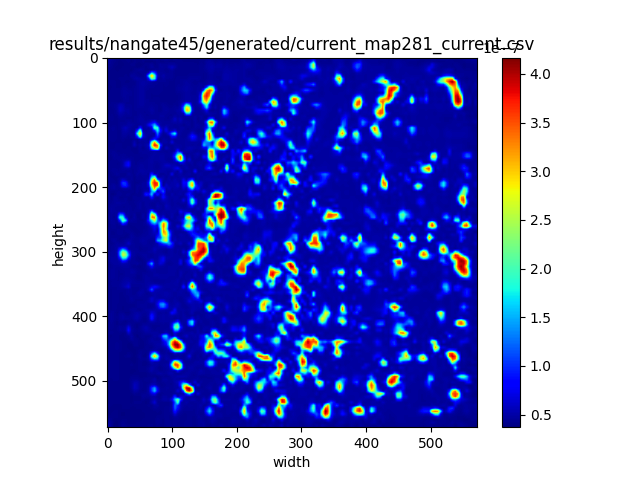 results/nangate45/generated/current_map281_current.csv
1e−7
0
100
200
300
400
500
height
0 100 200 300 400 500
width
4.0
3.5
3.0
2.5
2.0
1.5
1.0
0.5